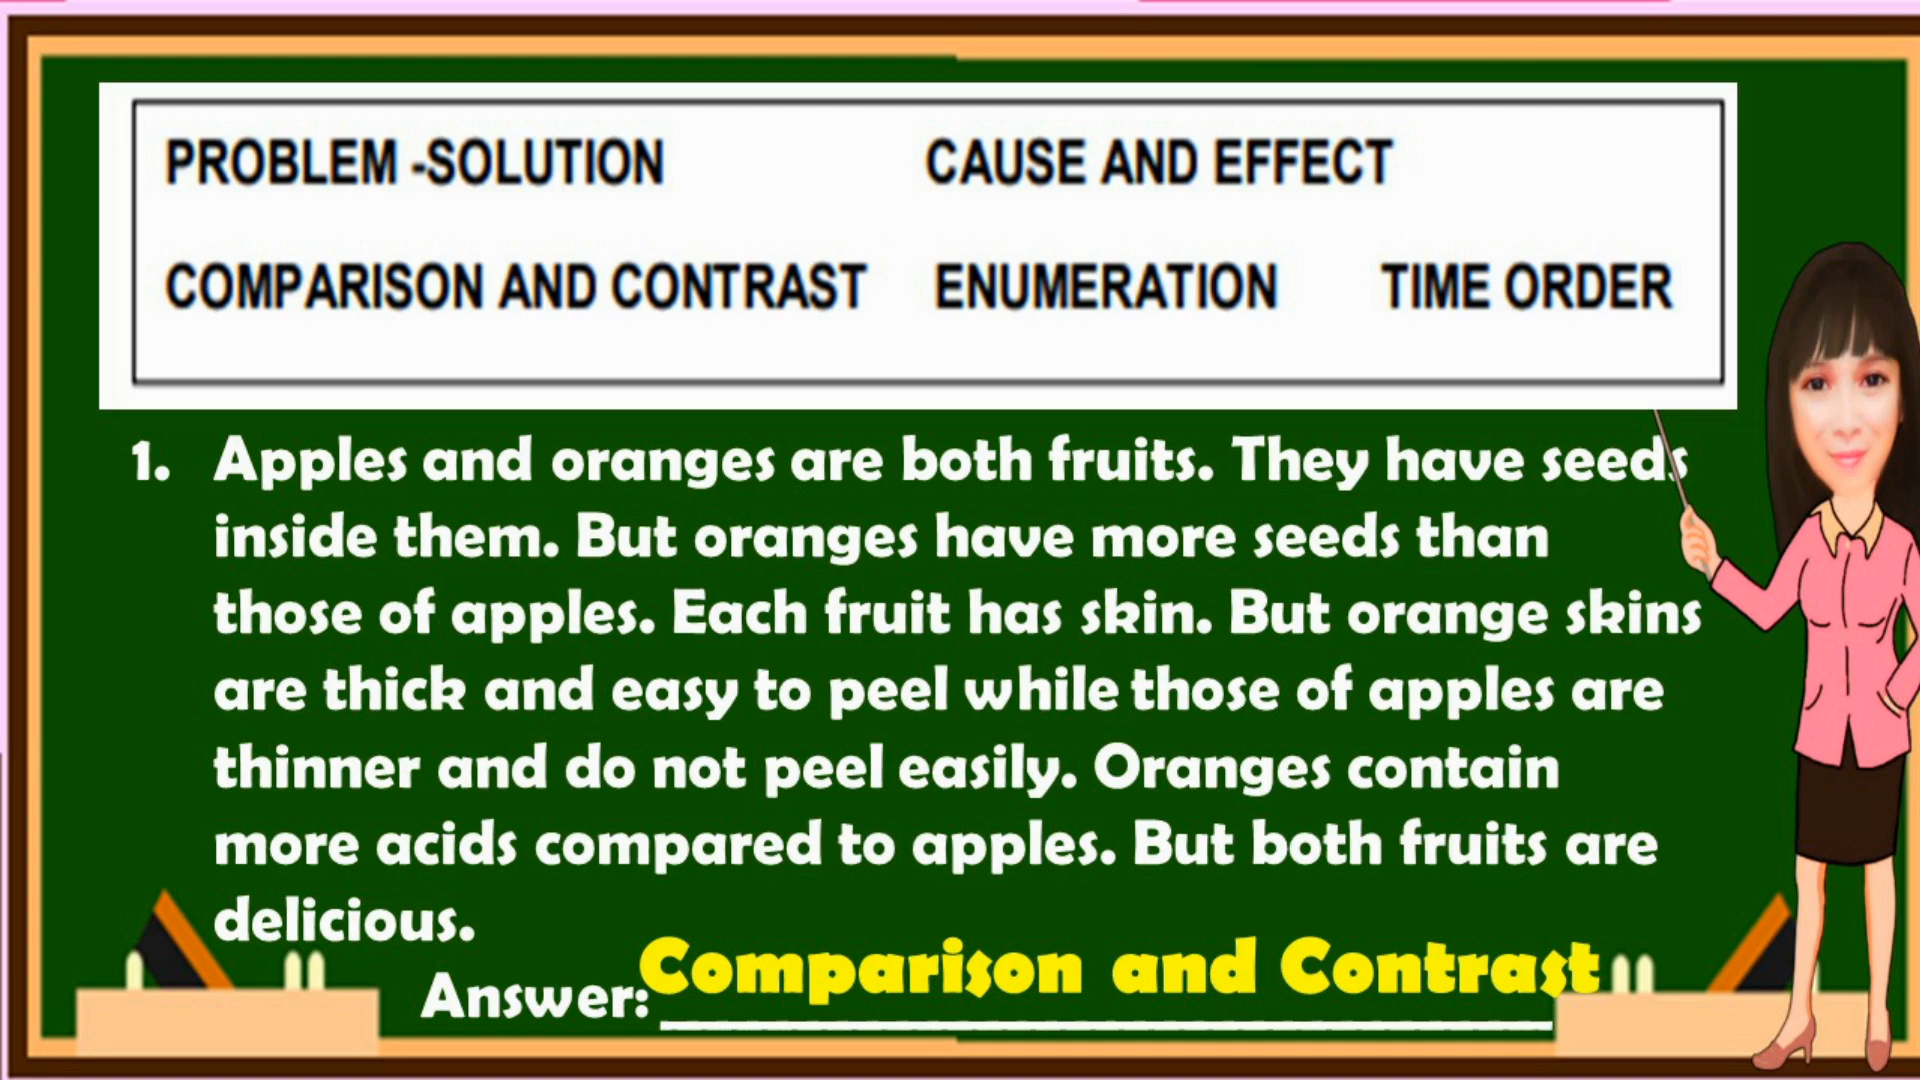 PROBLEM -SOLUTION CAUSE AND EFFECT
COMPARISON AND CONTRAST ENUMERATION TIME ORDER
1. Apples and oranges are both fruits. They have seeds
inside them. But oranges have more seeds than
those of apples. Each fruit has skin. But orange skins
are thick and easy to peel while those of apples are
thinner and do not peel easily. Oranges contain
more acids compared to apples. But both fruits are
delicious.
Answer: Comparison and Contrast